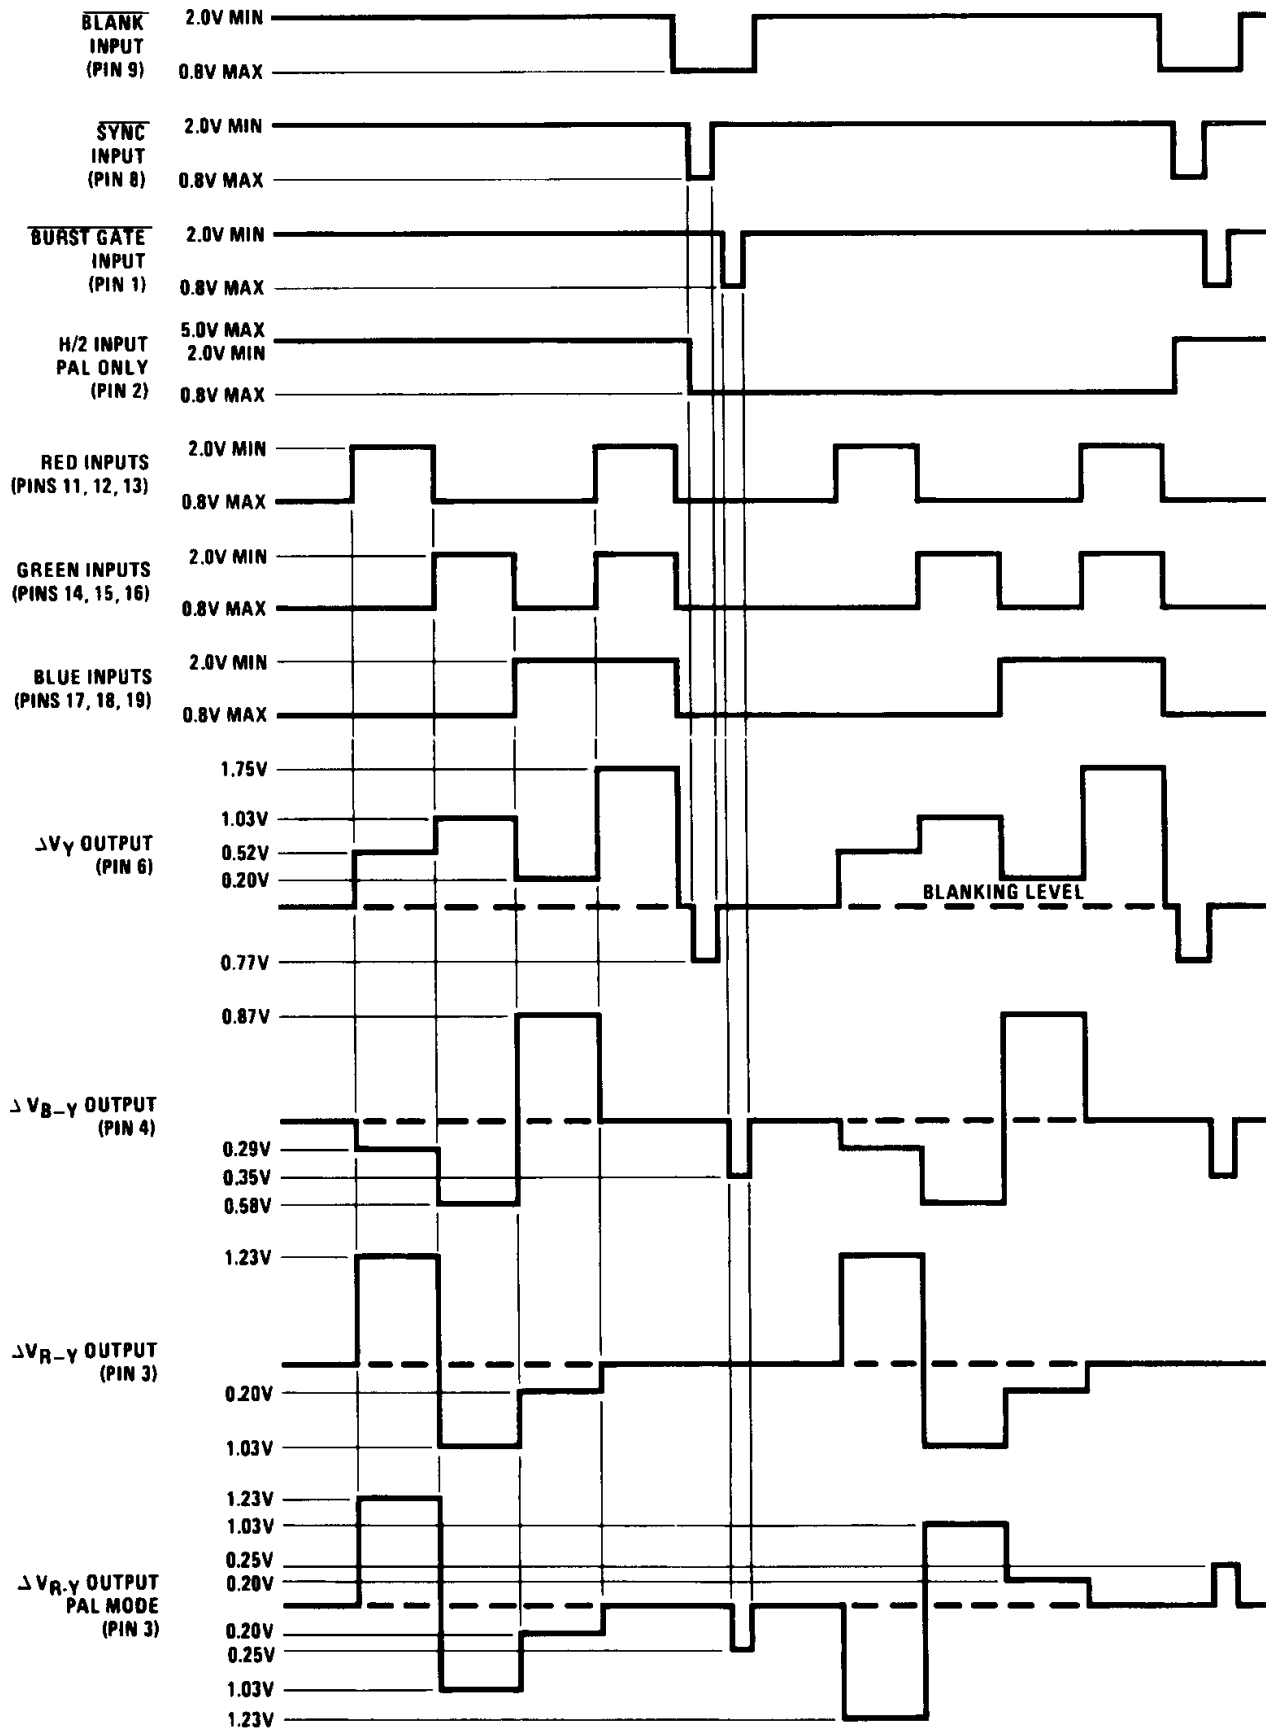 BLANK
INPUT
(PIN 9)
2.0V MIN
0.8V MAX
SYNC
INPUT
(PIN 8)
2.0V MIN
0.8V MAX
BURST GATE
INPUT
(PIN 1)
2.0V MIN
0.8V MAX
H/2 INPUT
PAL ONLY
(PIN 2)
5.0V MAX
2.0V MIN
0.8V MAX
RED INPUTS
(PINS 11, 12, 13)
2.0V MIN
0.8V MAX
GREEN INPUTS
(PINS 14, 15, 16)
2.0V MIN
0.8V MAX
BLUE INPUTS
(PINS 17, 18, 19)
2.0V MIN
0.8V MAX
ΔVY OUTPUT
(PIN 6)
1.75V
1.03V
0.52V
0.20V
BLANKING LEVEL
0.77V
ΔVB–Y OUTPUT
(PIN 4)
0.87V
0.29V
0.35V
0.58V
ΔVR–Y OUTPUT
(PIN 3)
1.23V
0.20V
1.03V
ΔVR-Y OUTPUT
PAL MODE
(PIN 3)
1.23V
1.03V
0.25V
0.20V
0.20V
0.25V
1.03V
1.23V